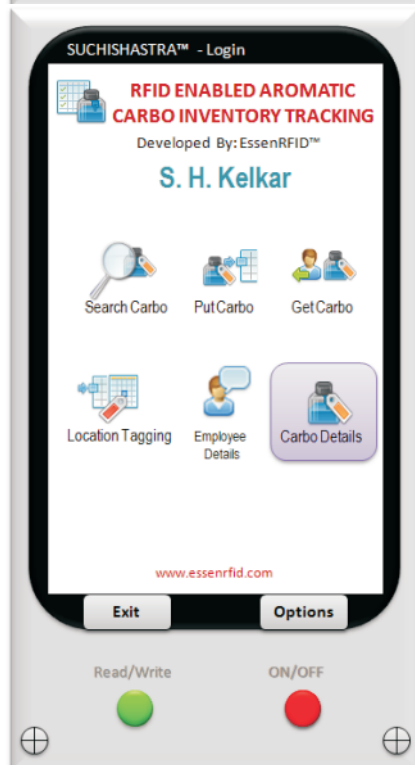 SUCHISHASTRA™ - Login
RFID ENABLED AROMATIC
CARBO INVENTORY TRACKING
Developed By: EssenRFID™
S. H. Kelkar
Search Carbo Put Carbo Get Carbo
Location Tagging Employee Details Carbo Details
www.essenrfid.com
Exit Options
Read/Write ON/OFF